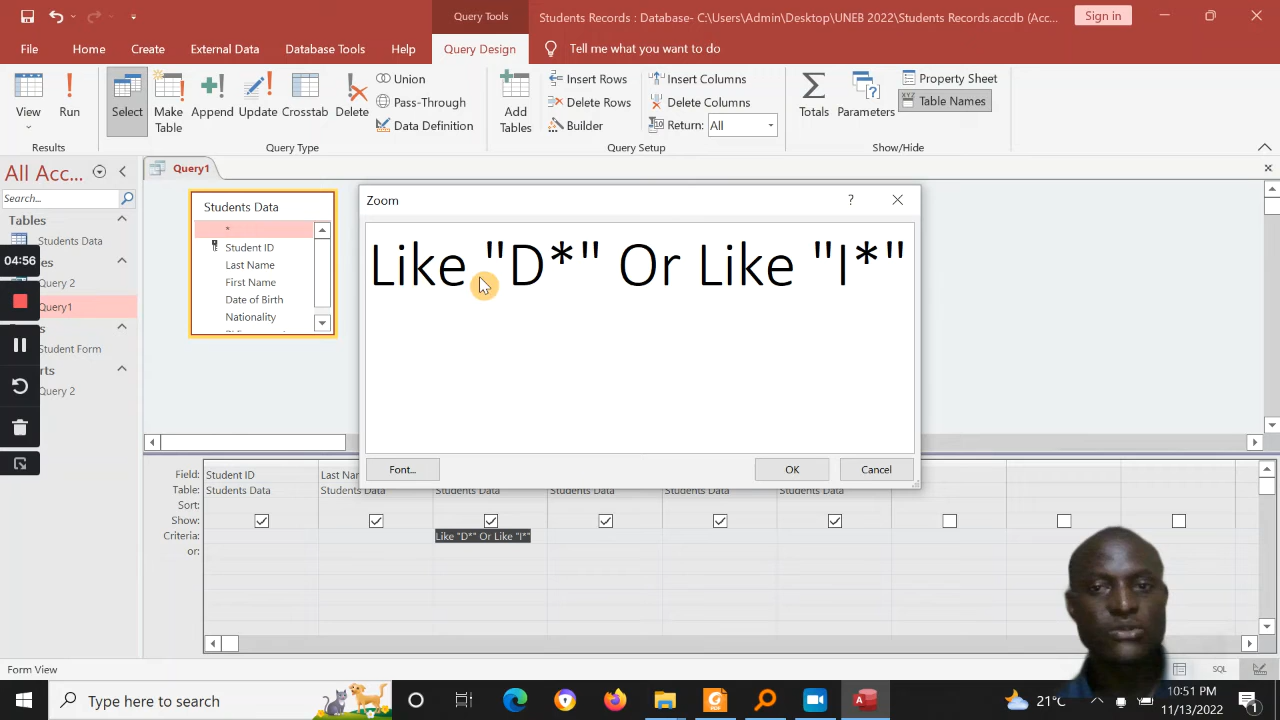 Query Tools
Students Records : Database- C:\Users\Admin\Desktop\UNEB 2022\Students Records.accdb (Acc...
Sign in
File
Home
Create
External Data
Database Tools
Help
Query Design
Tell me what you want to do
View
Run
Results
Select
Make
Table
Append
Update
Crosstab
Delete
Union
Pass-Through
Data Definition
Query Type
Add
Tables
Insert Rows
Delete Rows
Builder
Insert Columns
Delete Columns
Return:
All
Query Setup
Totals
Parameters
Property Sheet
Table Names
Show/Hide
All Acc...
Search...
Tables
Students Data
Query 2
Query1
Student Form
Query 2
04:56
Query1
Students Data
*
Student ID
Last Name
First Name
Date of Birth
Nationality
Zoom
?
Like "D*" Or Like "I*"
Font...
OK
Cancel
Field:
Student ID
Last Na
Table:
Students Data
Students Data
Students Data
Students Data
Students Data
Students Data
Sort:
Show:
Criteria:
Like "D*" Or Like "I*"
or:
Form View
SQL
Type here to search
21°C
10:51 PM
11/13/2022